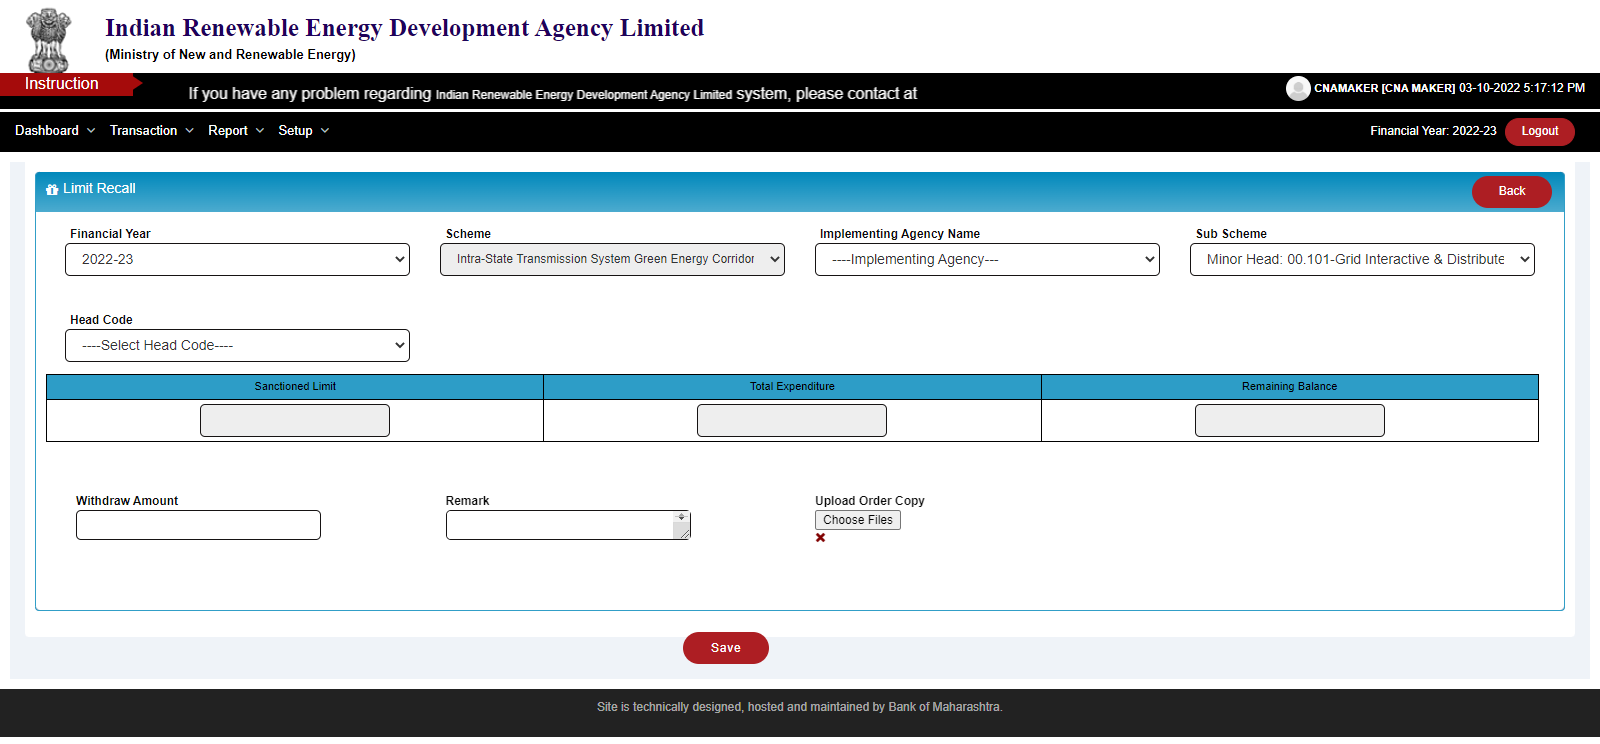 Indian Renewable Energy Development Agency Limited
(Ministry of New and Renewable Energy)
Instruction
If you have any problem regarding Indian Renewable Energy Development Agency Limited system, please contact at
CNAMAKER [CNA MAKER] 03-10-2022 5:17:12 PM
Dashboard Transaction Report Setup
Financial Year: 2022-23 Logout
Limit Recall
Back
Financial Year Scheme Implementing Agency Name Sub Scheme
2022-23 Intra-State Transmission System Green Energy Corridor ----Implementing Agency--- Minor Head: 00.101-Grid Interactive & Distribute
Head Code
----Select Head Code----
Sanctioned Limit Total Expenditure Remaining Balance
Withdraw Amount Remark Upload Order Copy
Choose Files
Save
Site is technically designed, hosted and maintained by Bank of Maharashtra.